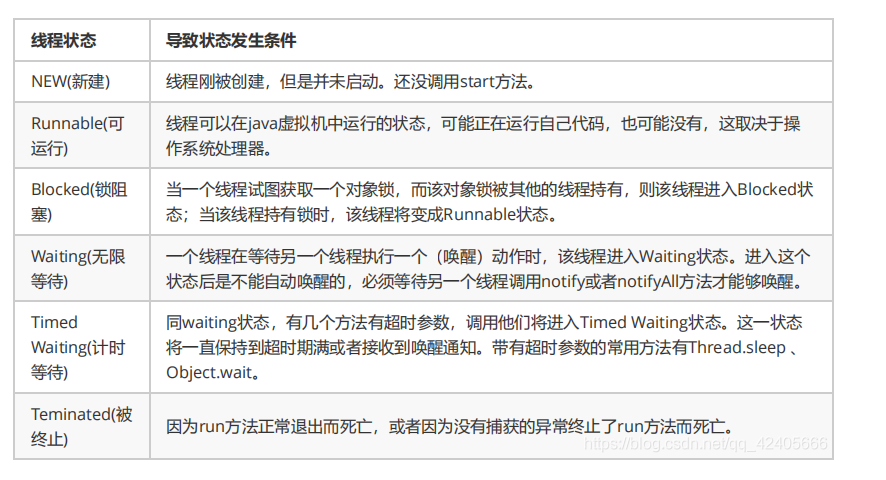 线程状态 导致状态发生条件
NEW(新建) 线程刚被创建，但是并未启动。还没调用start方法。
Runnable(可
运行)
线程可以在java虚拟机中运行的状态，可能正在运行自己代码，也可能没有，这取决于操
作系统处理器。
Blocked(锁阻
塞)
当一个线程试图获取一个对象锁，而该对象锁被其他的线程持有，则该线程进入Blocked状
态；当该线程持有锁时，该线程将变成Runnable状态。
Waiting(无限
等待)
一个线程在等待另一个线程执行一个（唤醒）动作时，该线程进入Waiting状态。进入这个
状态后是不能自动唤醒的，必须等待另一个线程调用notify或者notifyAll方法才能够唤醒。
Timed
Waiting(计时
等待)
同waiting状态，有几个方法有超时参数，调用他们将进入Timed Waiting状态。这一状态
将一直保持到超时期满或者接收到唤醒通知。带有超时参数的常用方法有Thread.sleep 、
Object.wait。
Teminated(被
终止)
因为run方法正常退出而死亡，或者因为没有捕获的异常终止了run方法而死亡。
https://blog.csdn.net/qq_42405666